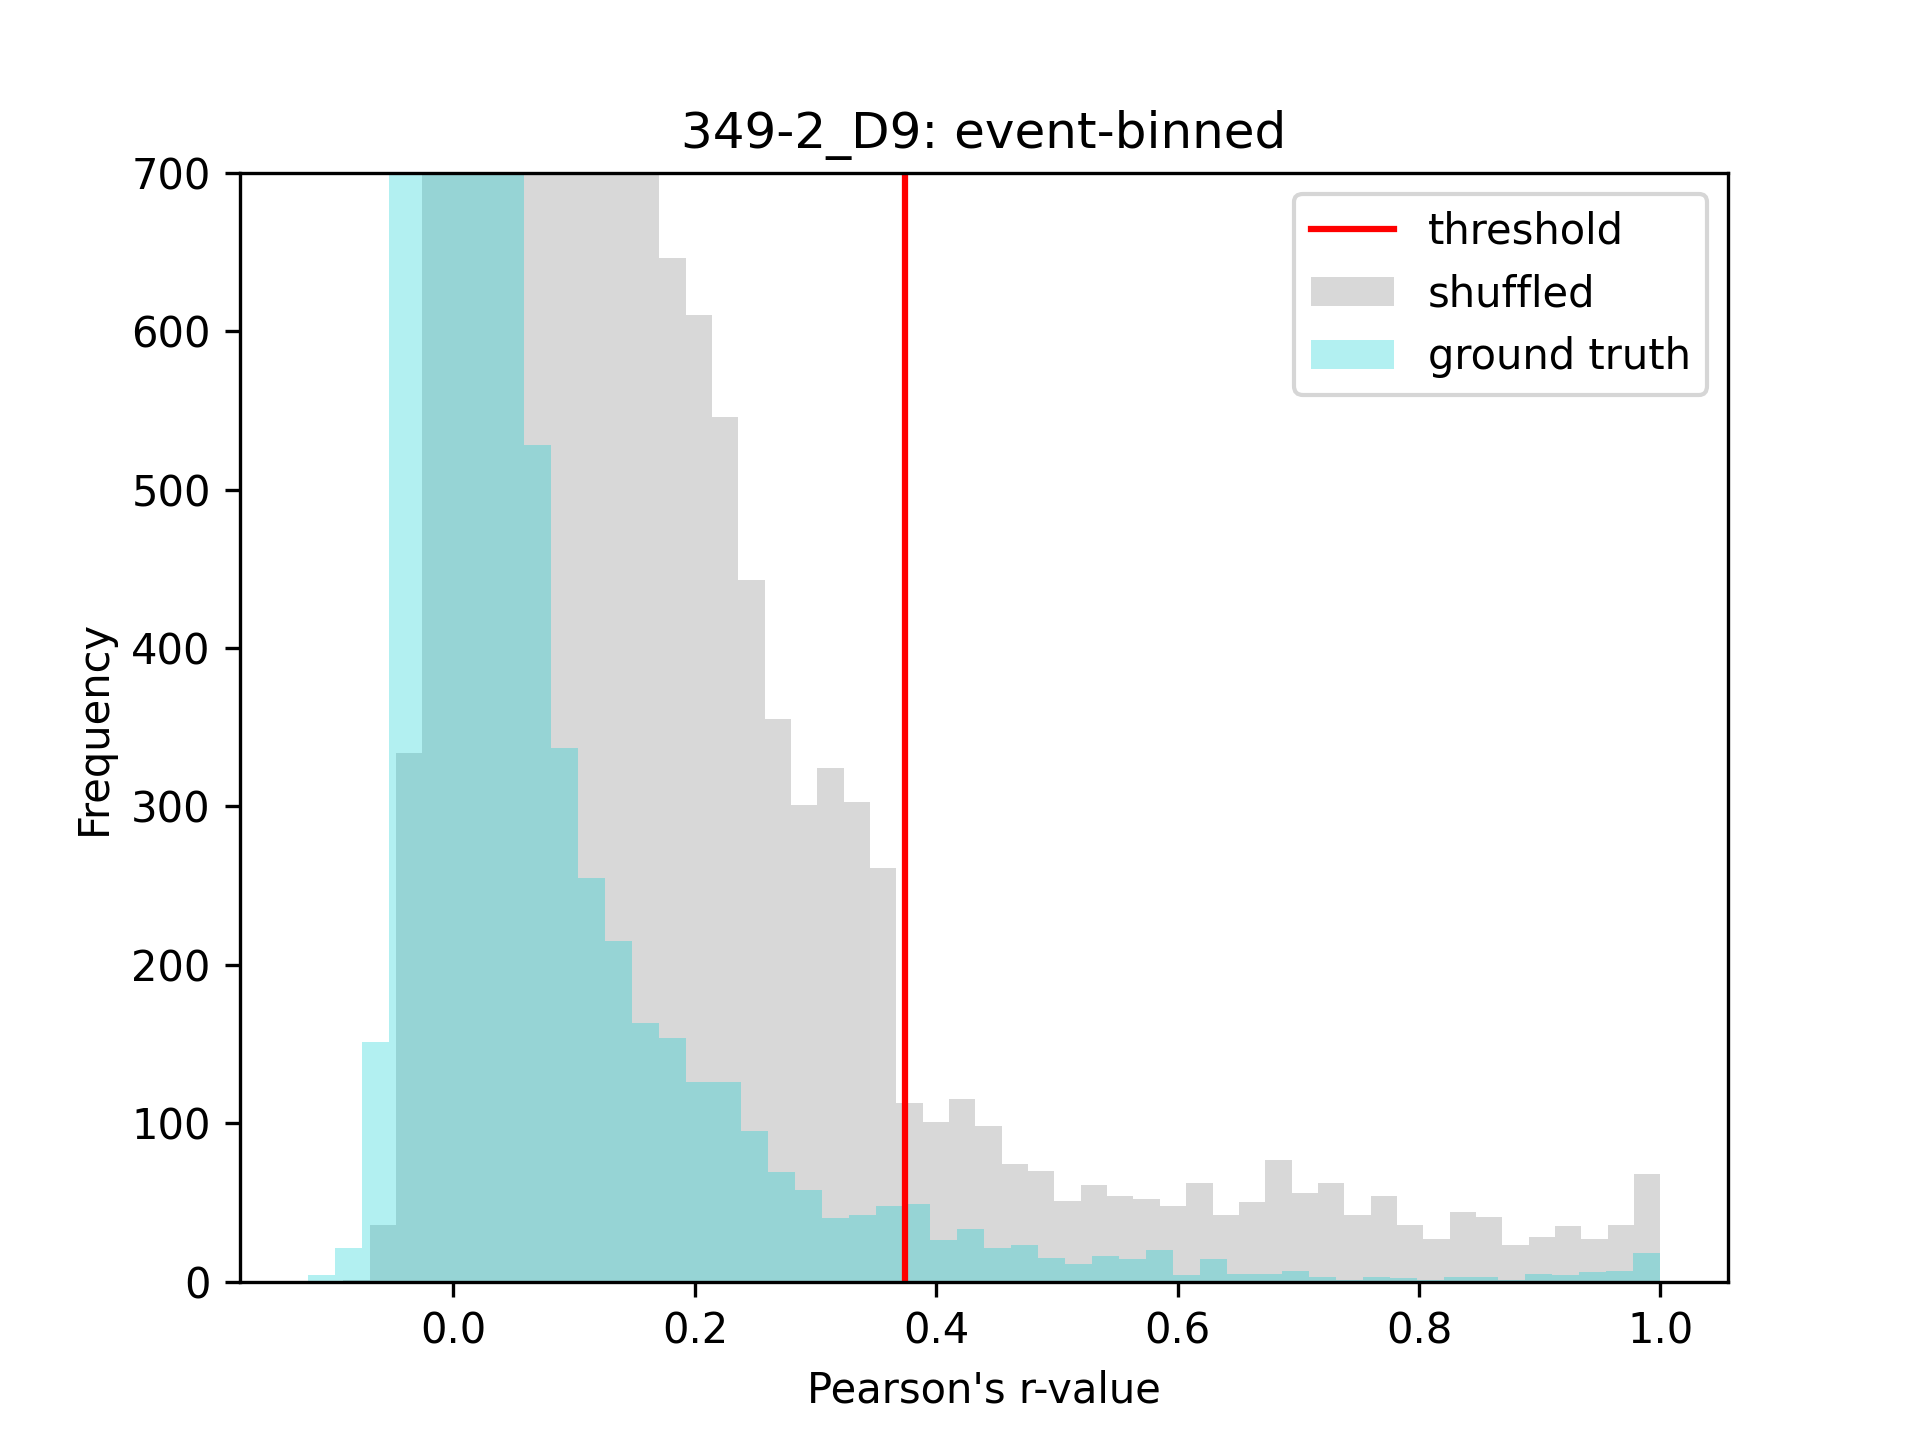 349-2_D9: event-binned
700
600
500
400
300
200
100
0
Frequency
threshold
shuffled
ground truth
0.0 0.2 0.4 0.6 0.8 1.0
Pearson's r-value